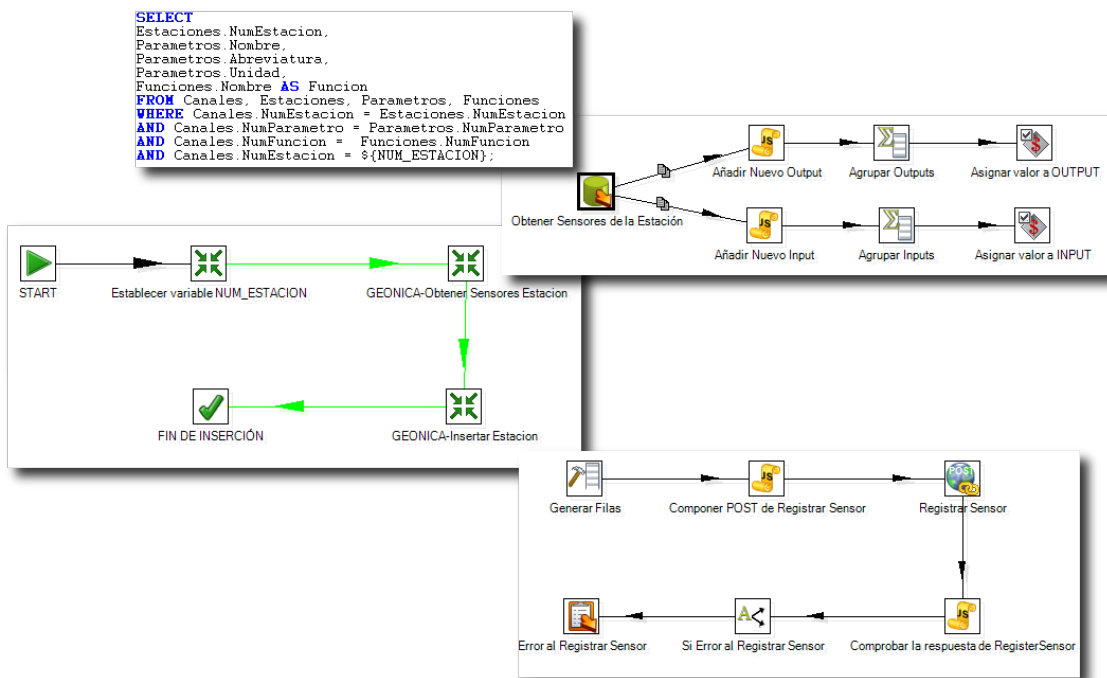 SELECT
Estaciones.NumEstacion,
Parametros.Nombre,
Parametros.Abreviatura,
Parametros.Unidad,
Funciones.Nombre AS Funcion
FROM Canales, Estaciones, Parametros, Funciones
WHERE Canales.NumEstacion = Estaciones.NumEstacion
AND Canales.NumParametro = Parametros.NumParametro
AND Canales.NumFuncion =  Funciones.NumFuncion
AND Canales.NumEstacion = ${NUM_ESTACION};
JS
Añadir Nuevo Output
Agrupar Outputs
Asignar valor a OUTPUT
Obtener Sensores de la Estación
JS
Añadir Nuevo Input
Agrupar Inputs
Asignar valor a INPUT
START
Establecer variable NUM_ESTACION
GEONICA-Obtener Sensores Estacion
FIN DE INSERCIÓN
GEONICA-Insertar Estacion
JS
POST
Generar Filas
Componer POST de Registrar Sensor
Registrar Sensor
A
JS
Error al Registrar Sensor
Si Error al Registrar Sensor
Comprobar la respuesta de RegisterSensor